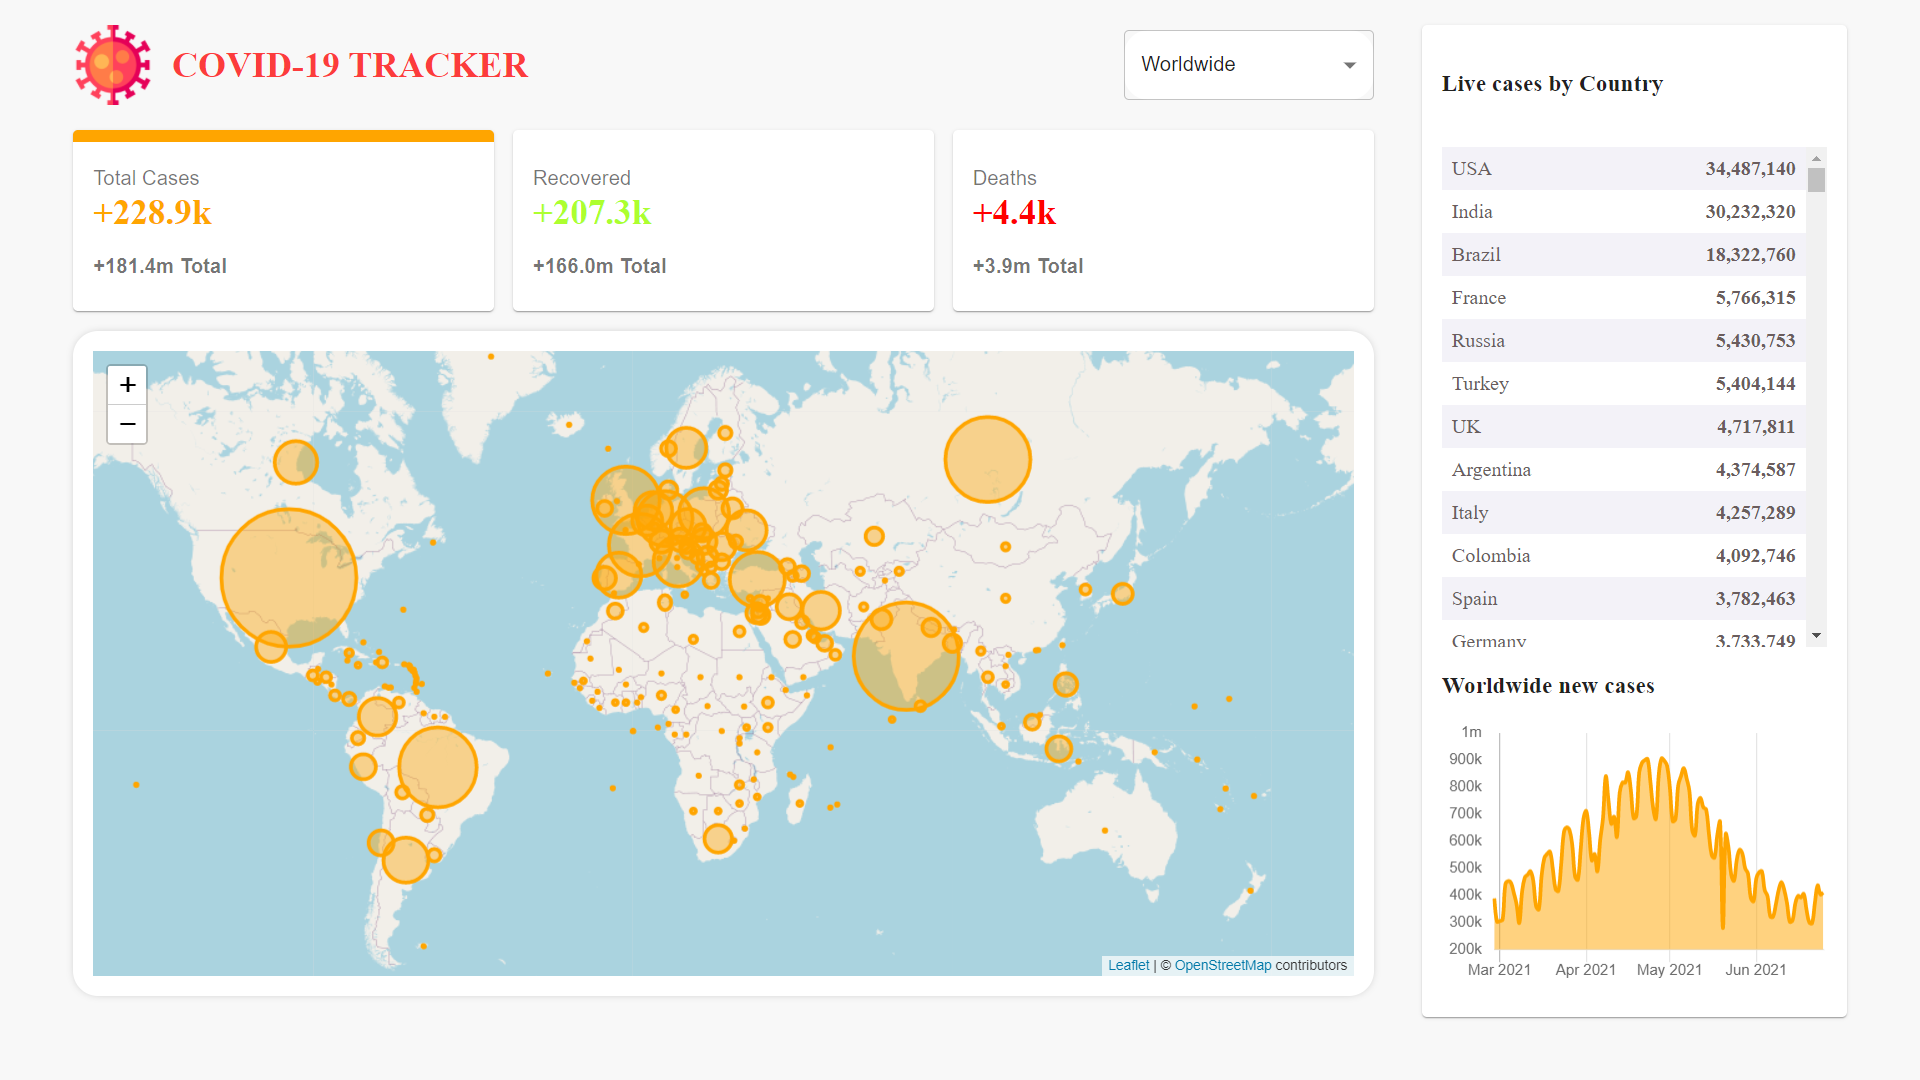 COVID-19 TRACKER
Worldwide
Total Cases
+228.9k
+181.4m Total
Recovered
+207.3k
+166.0m Total
Deaths
+4.4k
+3.9m Total
+
−
Leaflet | © OpenStreetMap contributors
Live cases by Country
USA 34,487,140
India 30,232,320
Brazil 18,322,760
France 5,766,315
Russia 5,430,753
Turkey 5,404,144
UK 4,717,811
Argentina 4,374,587
Italy 4,257,289
Colombia 4,092,746
Spain 3,782,463
Germany 3,733,749
Worldwide new cases
1m
900k
800k
700k
600k
500k
400k
300k
200k
Mar 2021 Apr 2021 May 2021 Jun 2021